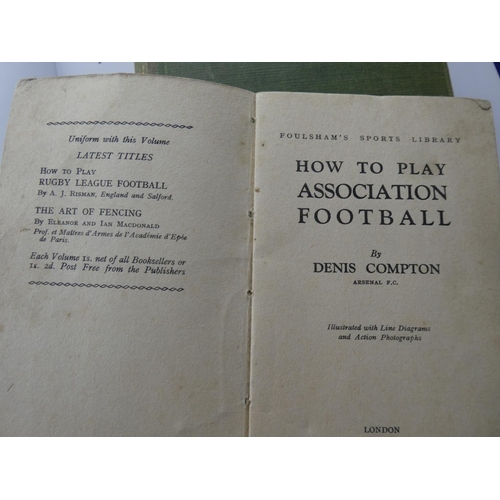 Uniform with this Volume
LATEST TITLES
HOW TO PLAY
RUGBY LEAGUE FOOTBALL
By A. J. RISMAN, England and Salford.
THE ART OF FENCING
By ELEANOR AND IAN MACDONALD
Prof. et Maîtres d'Armes de l'Académie d'Epée
de Paris.
Each Volume 1s. net of all Booksellers or
1s. 2d. Post Free from the Publishers
FOULSHAM'S SPORTS LIBRARY
HOW TO PLAY
ASSOCIATION
FOOTBALL
By
DENIS COMPTON
ARSENAL F.C.
Illustrated with Line Diagrams
and Action Photographs
LONDON